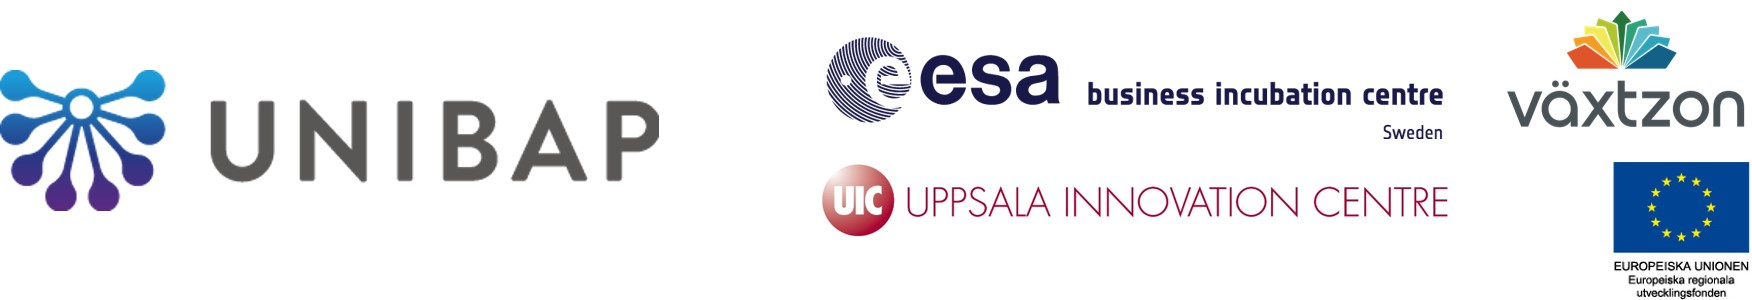 UNIBAP
esa business incubation centre
Sweden
UIC UPPSALA INNOVATION CENTRE
växtzon
EUROPEISKA UNIONEN
Europeiska regionala
utvecklingsfonden